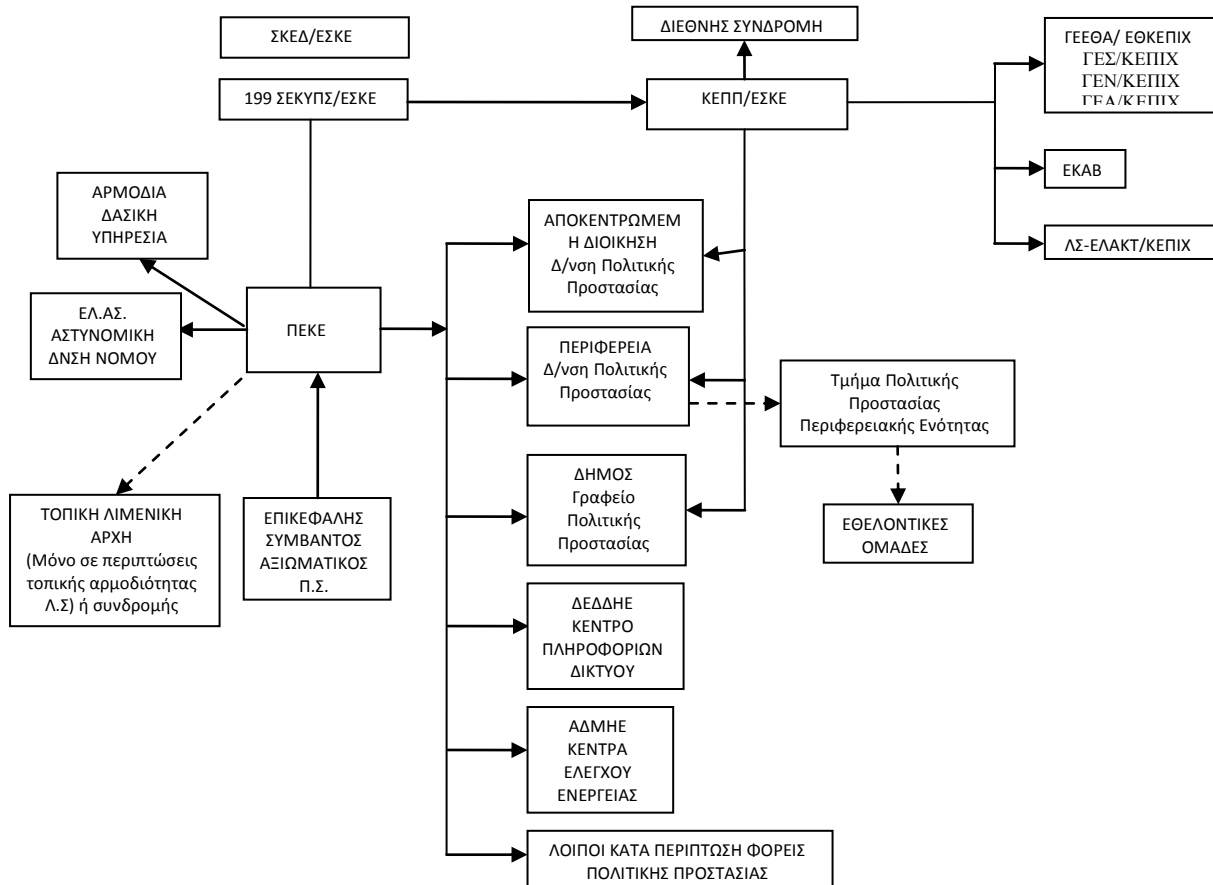 ΣΚΕΔ/ΕΣΚΕ
ΔΙΕΘΝΗΣ ΣΥΝΔΡΟΜΗ
ΓΕΕΘΑ/ ΕΘΚΕΠΙΧ
ΓΕΣ/ΚΕΠΙΧ
ΓΕΝ/ΚΕΠΙΧ
ΓΕΑ/ΚΕΠΙΧ
199 ΣΕΚΥΠΣ/ΕΣΚΕ
ΚΕΠΠ/ΕΣΚΕ
ΕΚΑΒ
ΛΣ-ΕΛΑΚΤ/ΚΕΠΙΧ
ΑΡΜΟΔΙΑ
ΔΑΣΙΚΗ
ΥΠΗΡΕΣΙΑ
ΑΠΟΚΕΝΤΡΩΜΕΜ
Η ΔΙΟΙΚΗΣΗ
Δ/νση Πολιτικής
Προστασίας
ΕΛ.ΑΣ.
ΑΣΤΥΝΟΜΙΚΗ
ΔΝΣΗ ΝΟΜΟΥ
ΠΕΚΕ
ΠΕΡΙΦΕΡΕΙΑ
Δ/νση Πολιτικής
Προστασίας
Τμήμα Πολιτικής
Προστασίας
Περιφερειακής Ενότητας
ΤΟΠΙΚΗ ΛΙΜΕΝΙΚΗ
ΑΡΧΗ
(Μόνο σε περιπτώσεις
τοπικής αρμοδιότητας
Λ.Σ) ή συνδρομής
ΕΠΙΚΕΦΑΛΗΣ
ΣΥΜΒΑΝΤΟΣ
ΑΞΙΩΜΑΤΙΚΟΣ
Π.Σ.
ΔΗΜΟΣ
Γραφείο
Πολιτικής
Προστασίας
ΕΘΕΛΟΝΤΙΚΕΣ
ΟΜΑΔΕΣ
ΔΕΔΔΗΕ
ΚΕΝΤΡΟ
ΠΛΗΡΟΦΟΡΙΩΝ
ΔΙΚΤΥΟΥ
ΑΔΜΗΕ
ΚΕΝΤΡΑ
ΕΛΕΓΧΟΥ
ΕΝΕΡΓΕΙΑΣ
ΛΟΙΠΟΙ ΚΑΤΑ ΠΕΡΙΠΤΩΣΗ ΦΟΡΕΙΣ
ΠΟΛΙΤΙΚΗΣ ΠΡΟΣΤΑΣΙΑΣ